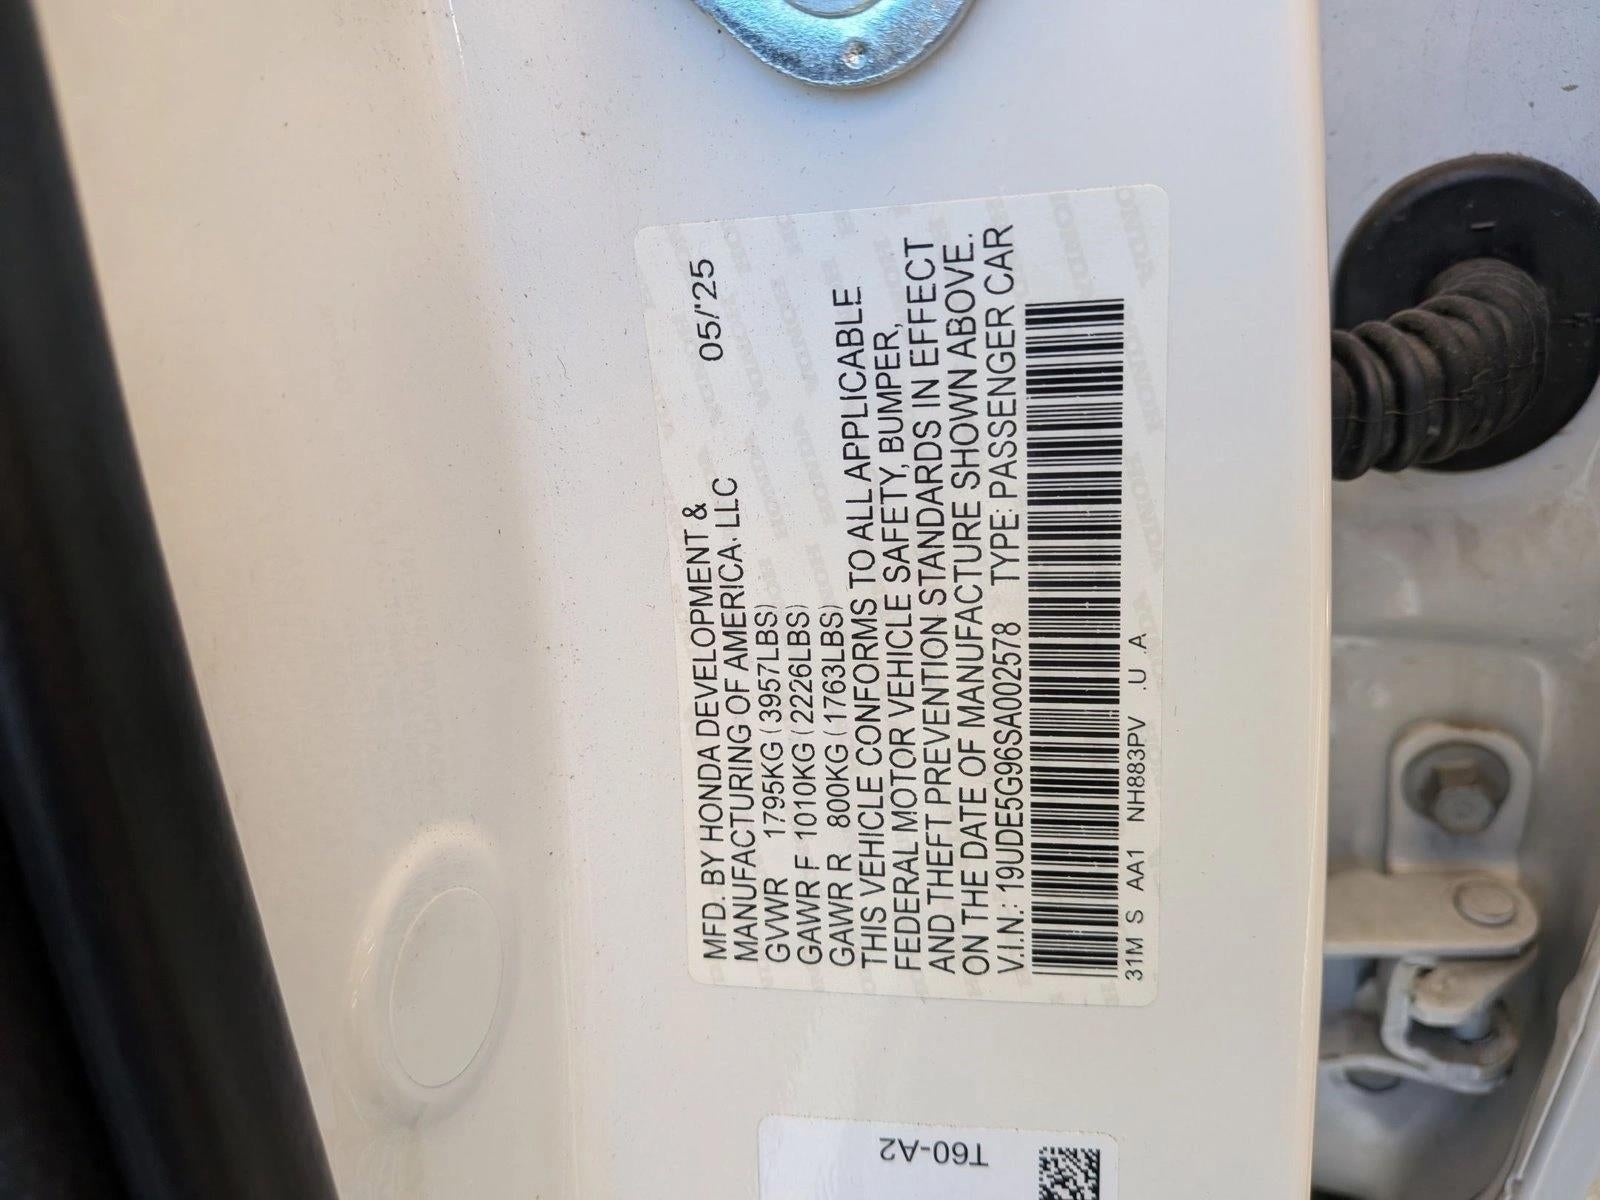 MFD. BY HONDA DEVELOPMENT & 05/'25
MANUFACTURING OF AMERICA. LLC
GVWR 1795KG (3957LBS)
GAWR F 1010KG (2226LBS)
GAWR R 800KG (1763LBS)
THIS VEHICLE CONFORMS TO ALL APPLICABLE
FEDERAL MOTOR VEHICLE SAFETY, BUMPER,
AND THEFT PREVENTION STANDARDS IN EFFECT
ON THE DATE OF MANUFACTURE SHOWN ABOVE.
V.I.N.: 19UDE5G96SA002578 TYPE: PASSENGER CAR
31M S AA1 NH883PV .U .A
T60-A2